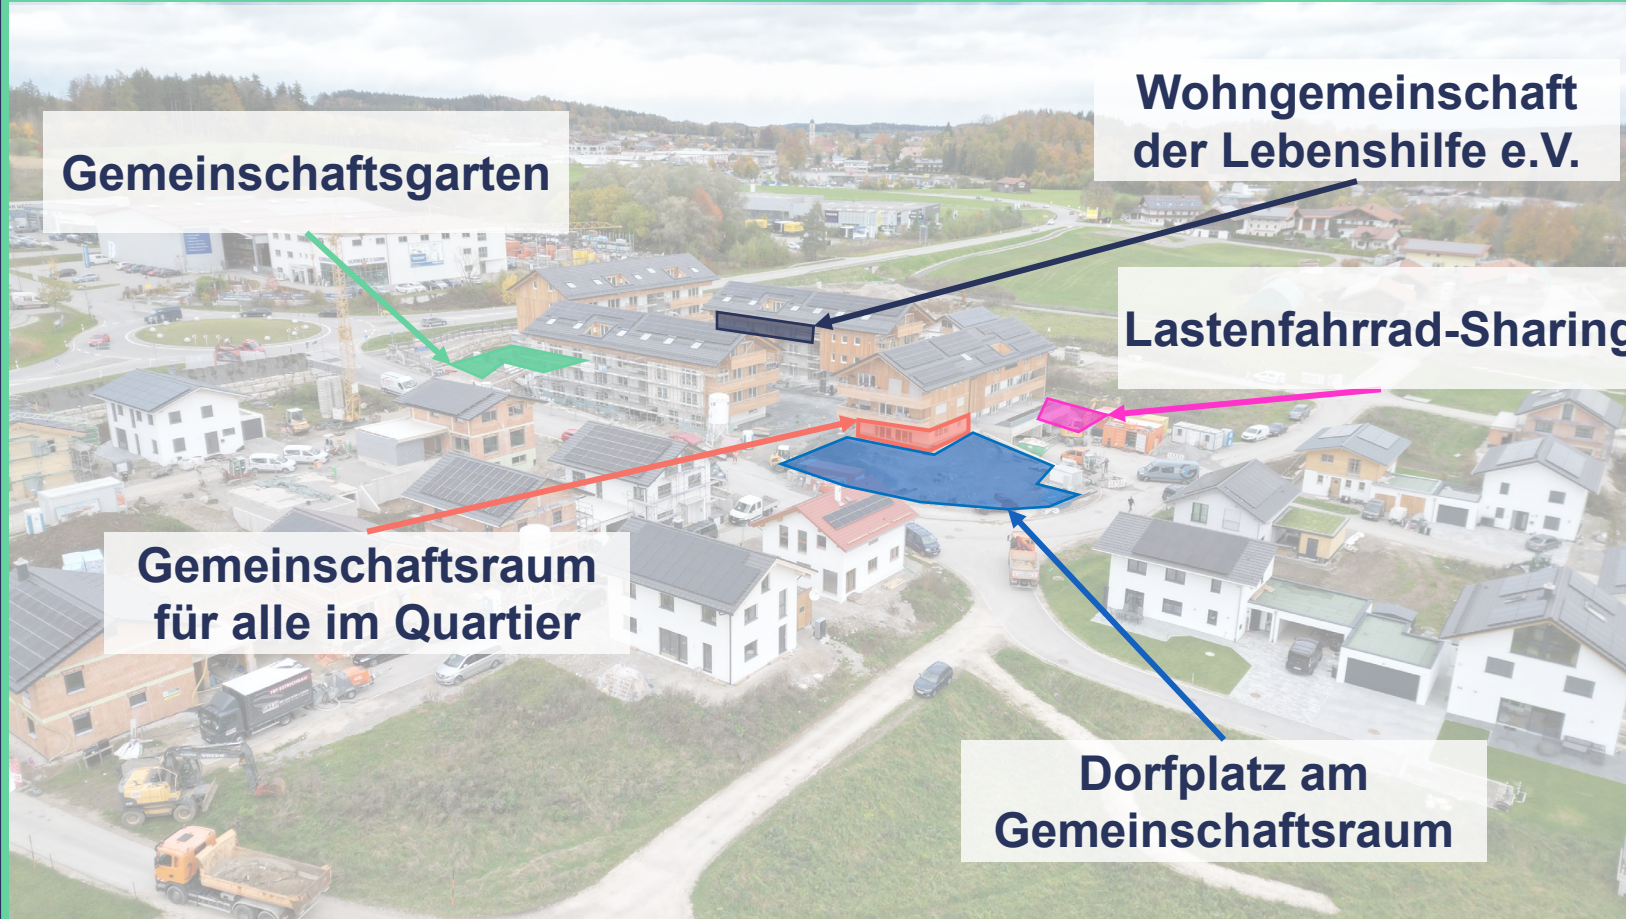 Gemeinschaftsgarten
Wohngemeinschaft
der Lebenshilfe e.V.
Lastenfahrrad-Sharing
Gemeinschaftsraum
für alle im Quartier
Dorfplatz am
Gemeinschaftsraum